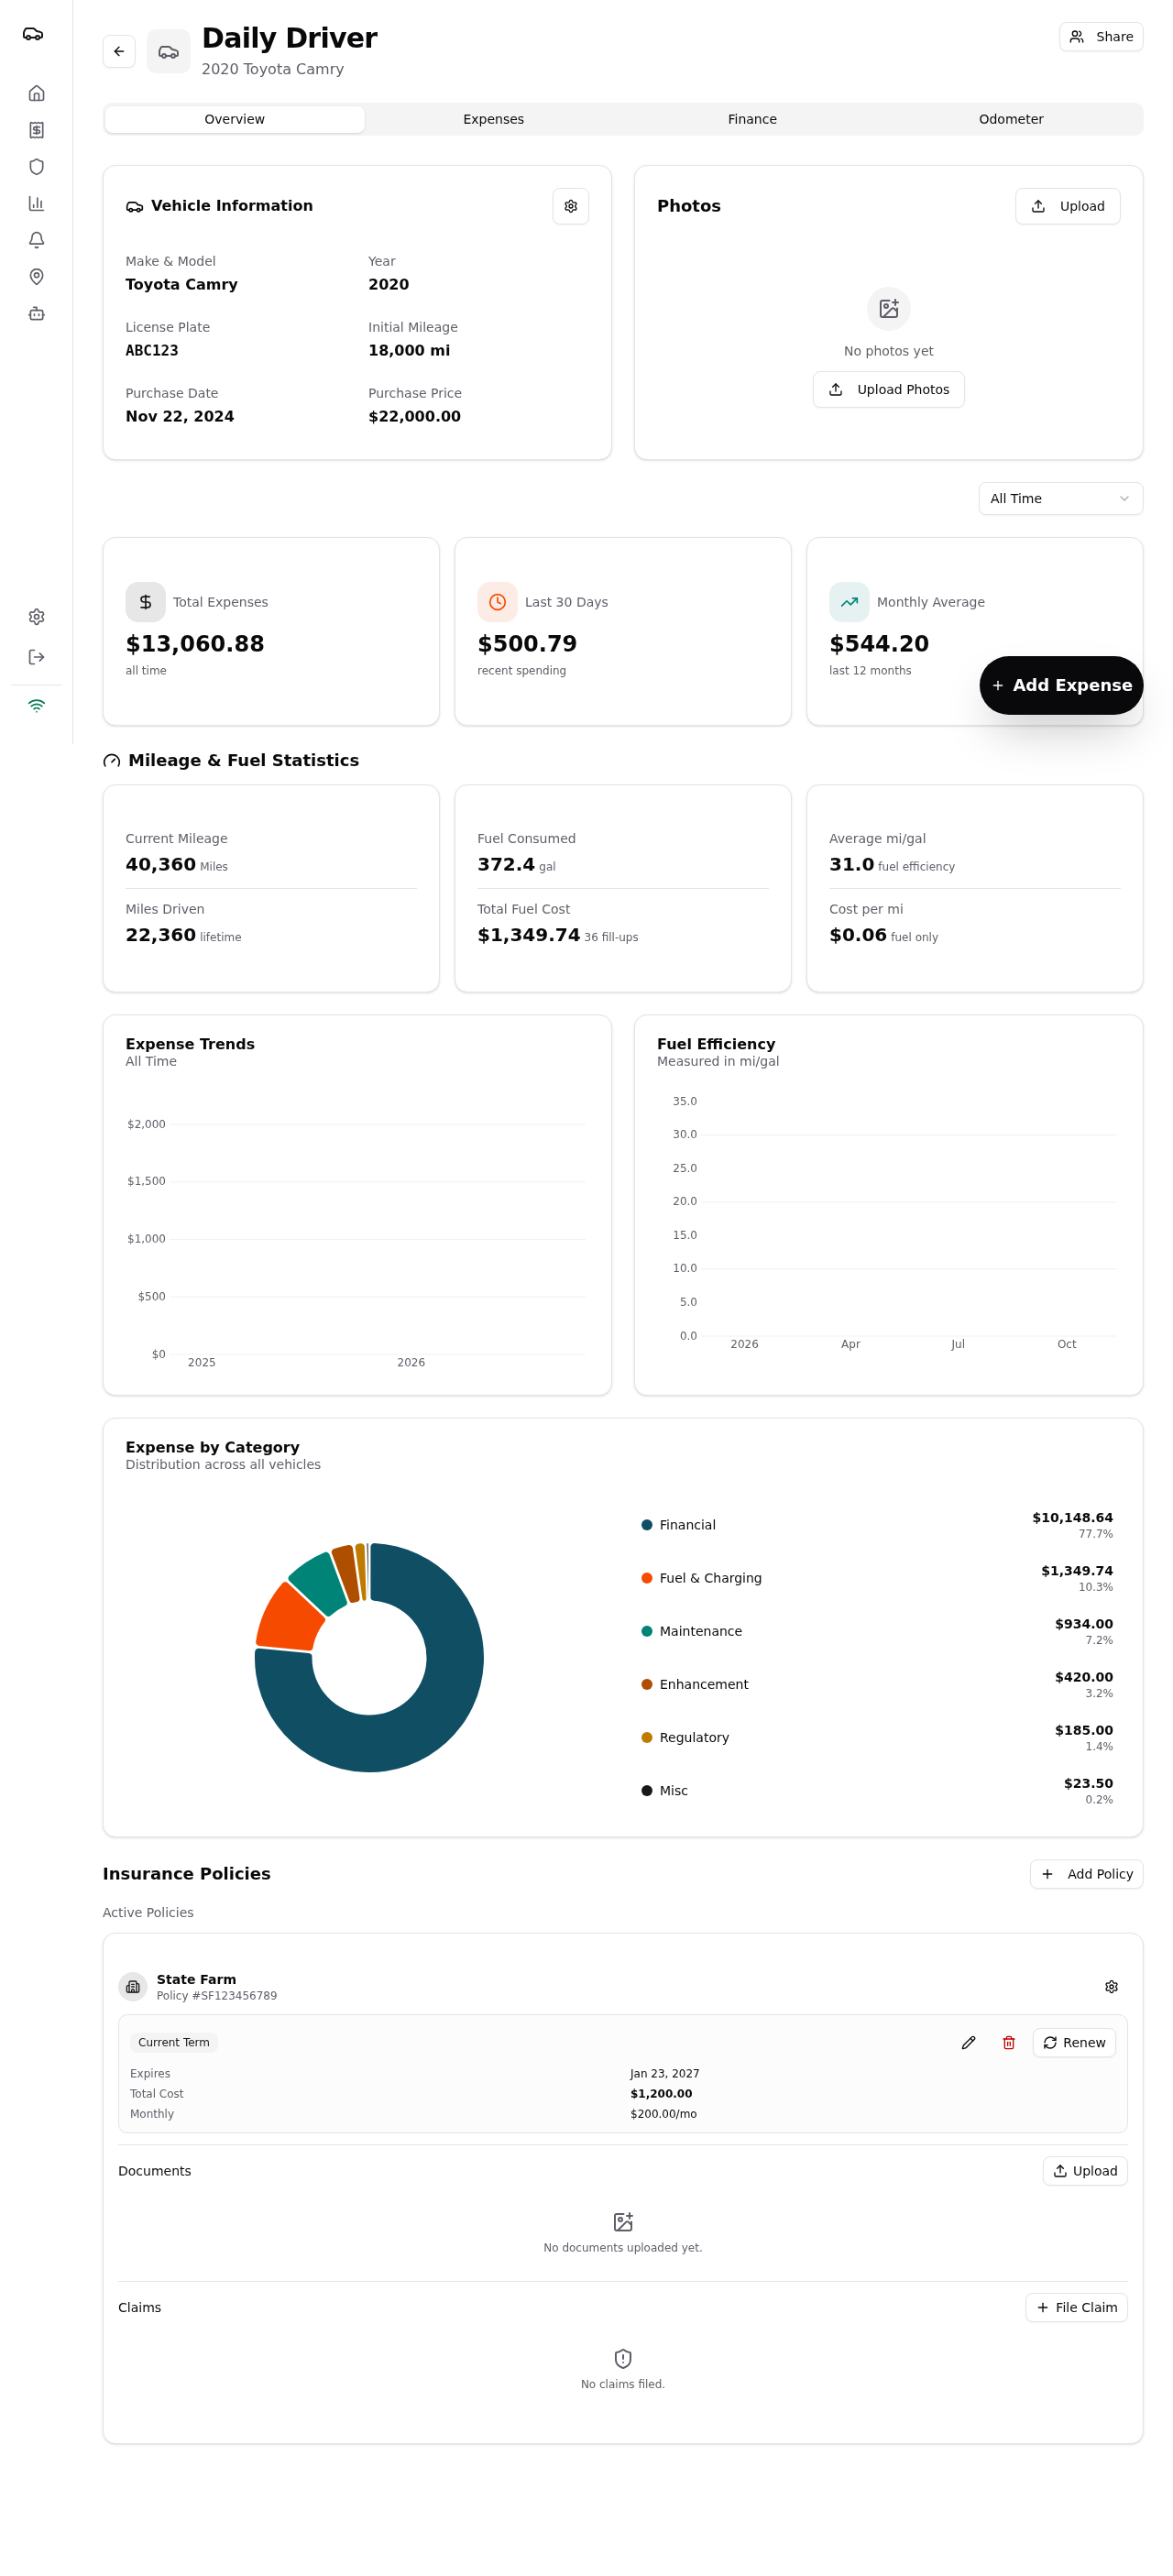 Daily Driver
2020 Toyota Camry
Share
Overview
Expenses
Finance
Odometer
Vehicle Information
Make & Model
Toyota Camry
Year
2020
License Plate
ABC123
Initial Mileage
18,000 mi
Purchase Date
Nov 22, 2024
Purchase Price
$22,000.00
Photos
Upload
No photos yet
Upload Photos
All Time
Total Expenses
$13,060.88
all time
Last 30 Days
$500.79
recent spending
Monthly Average
$544.20
last 12 months
Add Expense
Mileage & Fuel Statistics
Current Mileage
40,360 Miles
Miles Driven
22,360 lifetime
Fuel Consumed
372.4 gal
Total Fuel Cost
$1,349.74 36 fill-ups
Average mi/gal
31.0 fuel efficiency
Cost per mi
$0.06 fuel only
Expense Trends
All Time
$2,000
$1,500
$1,000
$500
$0
2025
2026
Fuel Efficiency
Measured in mi/gal
35.0
30.0
25.0
20.0
15.0
10.0
5.0
0.0
2026
Apr
Jul
Oct
Expense by Category
Distribution across all vehicles
Financial
$10,148.64
77.7%
Fuel & Charging
$1,349.74
10.3%
Maintenance
$934.00
7.2%
Enhancement
$420.00
3.2%
Regulatory
$185.00
1.4%
Misc
$23.50
0.2%
Insurance Policies
Add Policy
Active Policies
State Farm
Policy #SF123456789
Current Term
Renew
Expires
Jan 23, 2027
Total Cost
$1,200.00
Monthly
$200.00/mo
Documents
Upload
No documents uploaded yet.
Claims
File Claim
No claims filed.